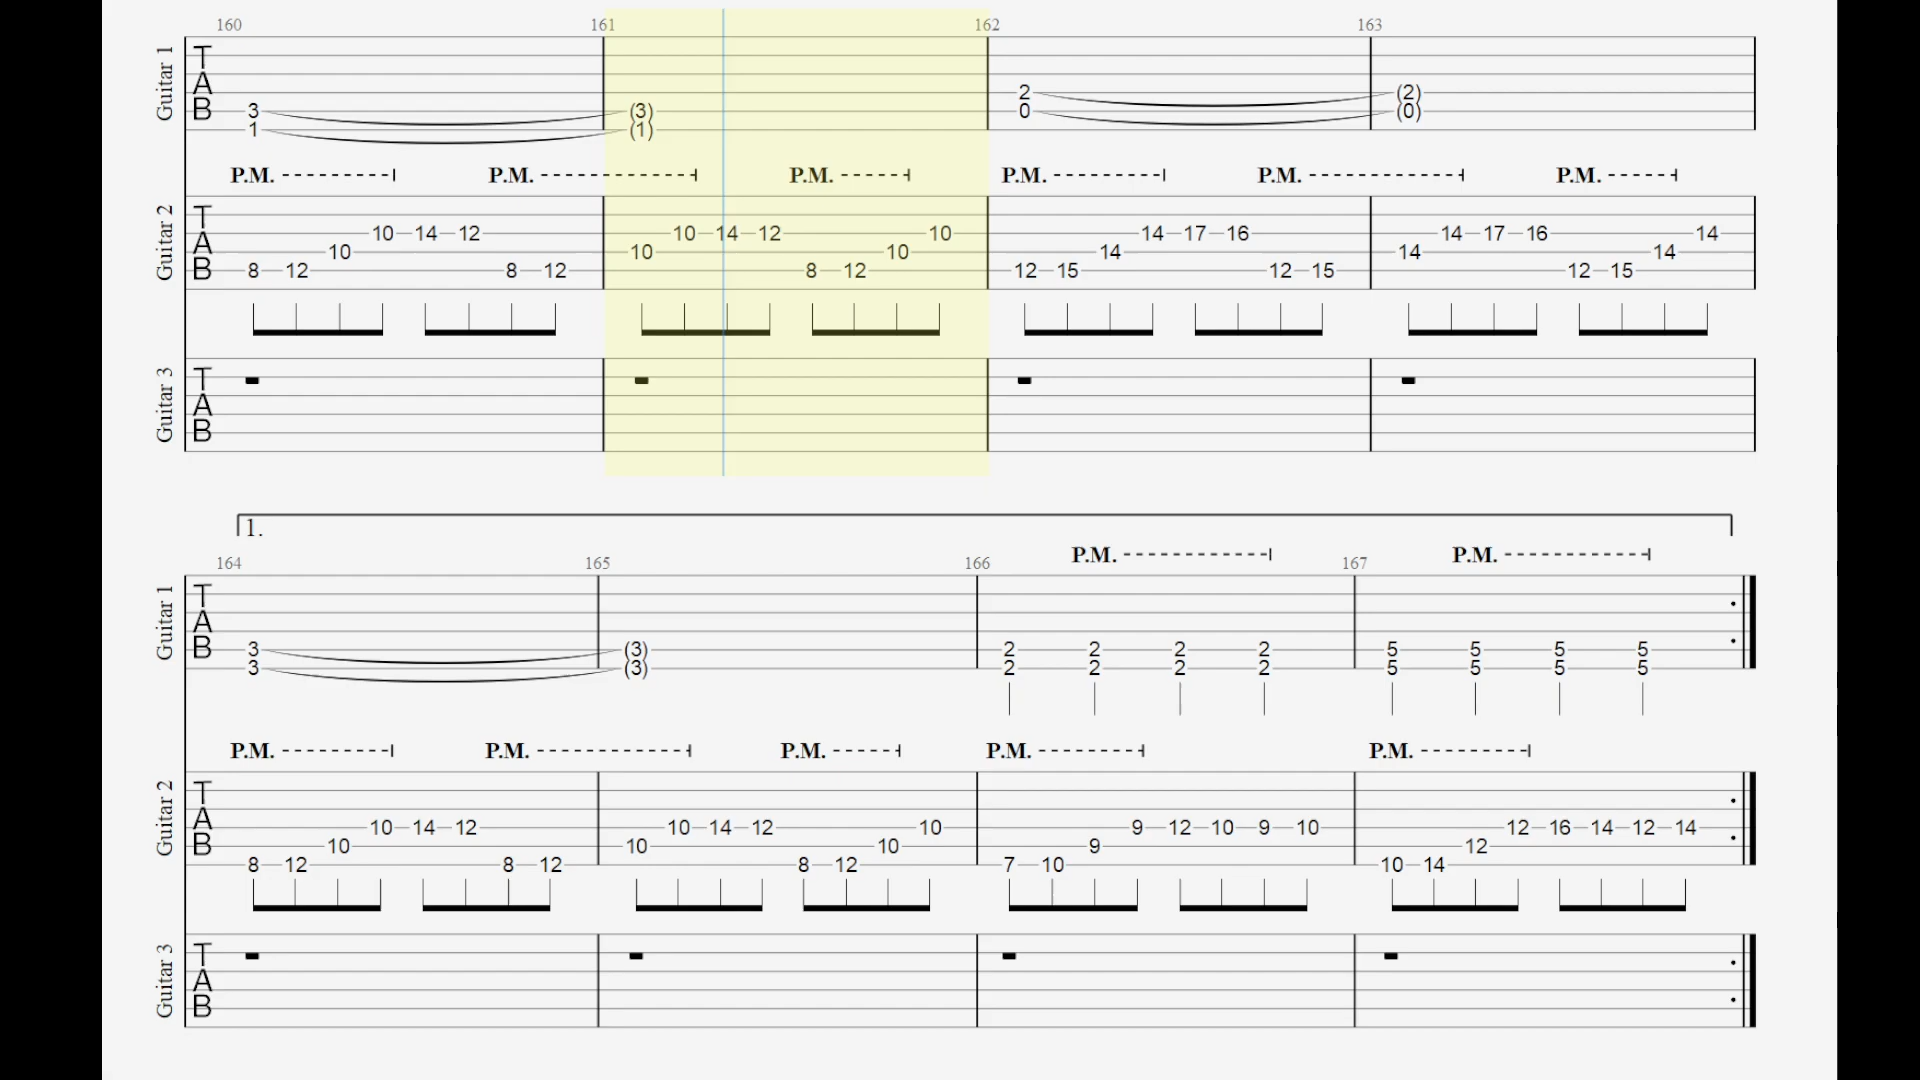 160 161 162 163
Guitar 1
T
A
B
2 (2)
3 (3) 0 (0)
1 (1)
P.M. P.M. P.M. P.M. P.M. P.M.
Guitar 2
T
A
B
10 14 12 10 14 12 10 14 17 16 14 17 16 14
10 10 10 14 14 14
8 12 8 12 8 12 12 15 12 15 12 15
Guitar 3
T
A
B
1.
164 165 166 P.M. 167 P.M.
Guitar 1
T
A
B
3 (3) 2 2 2 2 5 5 5 5
3 (3) 2 2 2 2 5 5 5 5
P.M. P.M. P.M. P.M. P.M.
Guitar 2
T
A
B
10 14 12 10 14 12 10 9 12 10 9 10 12 16 14 12 14
10 10 10 9 12
8 12 8 12 8 12 7 10 10 14
Guitar 3
T
A
B